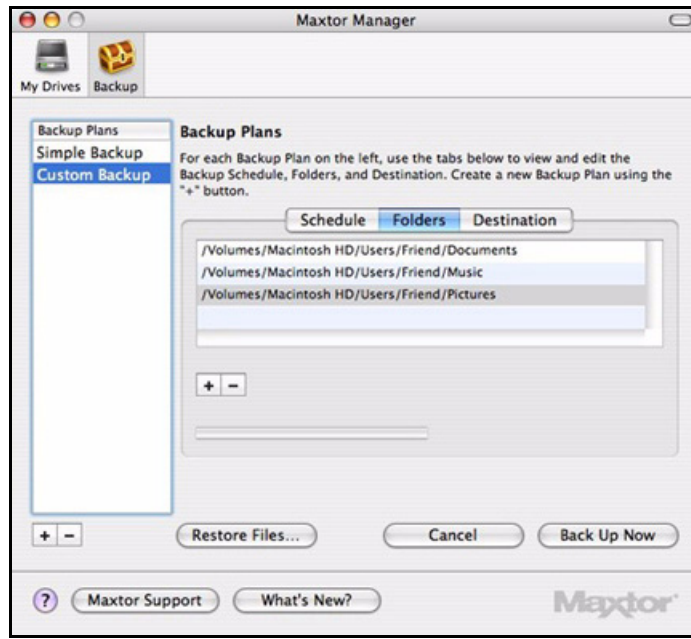 Maxtor Manager
My Drives
Backup
Backup Plans
Simple Backup
Custom Backup
Backup Plans
For each Backup Plan on the left, use the tabs below to view and edit the
Backup Schedule, Folders, and Destination. Create a new Backup Plan using the
"+" button.
Schedule Folders Destination
/Volumes/Macintosh HD/Users/Friend/Documents
/Volumes/Macintosh HD/Users/Friend/Music
/Volumes/Macintosh HD/Users/Friend/Pictures
+ −
+ −
Restore Files... Cancel Back Up Now
? Maxtor Support What's New? Maxtor